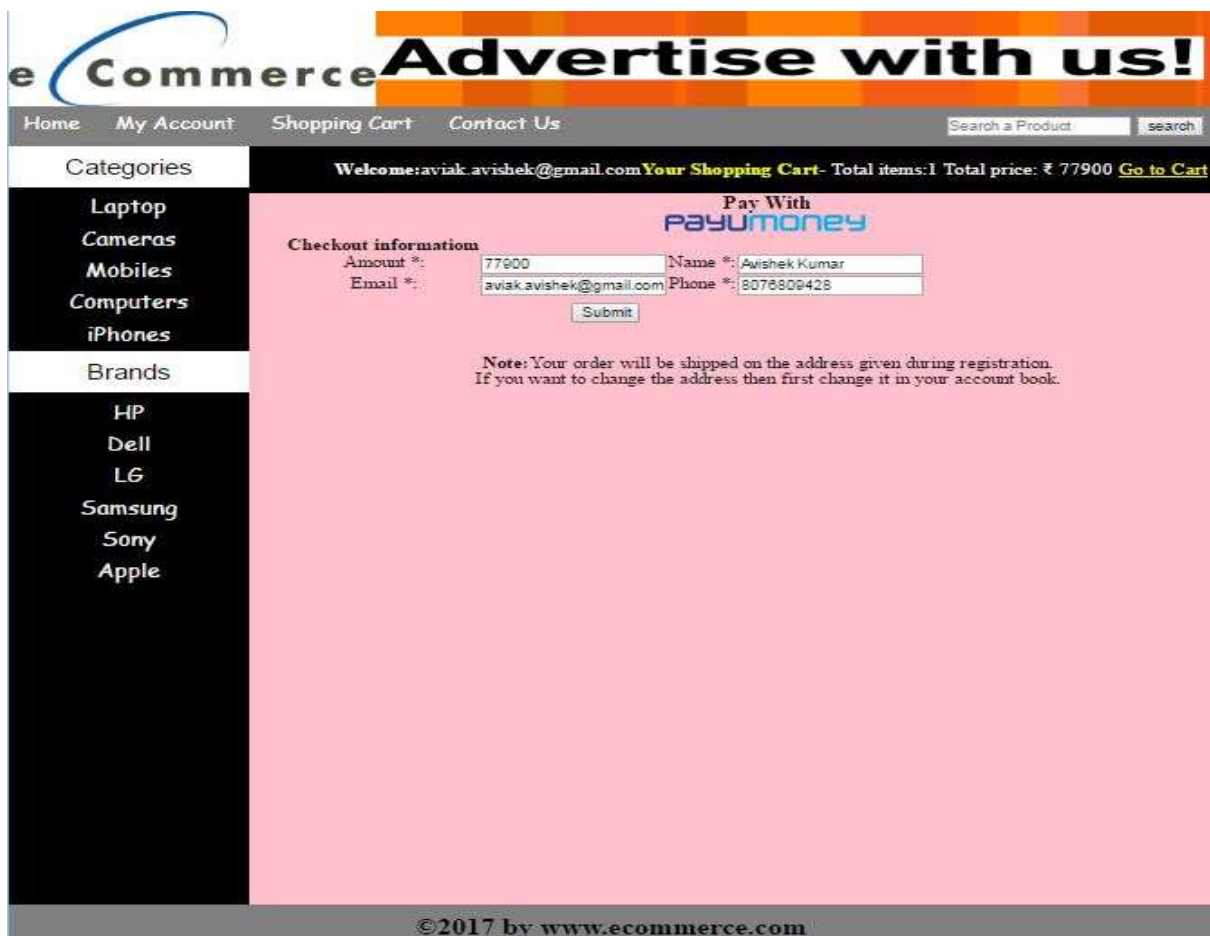 e Commerce Advertise with us!
Home My Account Shopping Cart Contact Us Search a Product search
Categories
Welcome:aviak.avishek@gmail.comYour Shopping Cart- Total items:1 Total price: ₹ 77900 Go to Cart
Laptop
Cameras
Mobiles
Computers
iPhones
Brands
HP
Dell
LG
Samsung
Sony
Apple
Pay With
PayUmoney
Checkout information
Amount *: 77900 Name *: Avishek Kumar
Email *: aviak.avishek@gmail.com Phone *: 8076809428
Submit
Note: Your order will be shipped on the address given during registration.
If you want to change the address then first change it in your account book.
©2017 by www.ecommerce.com